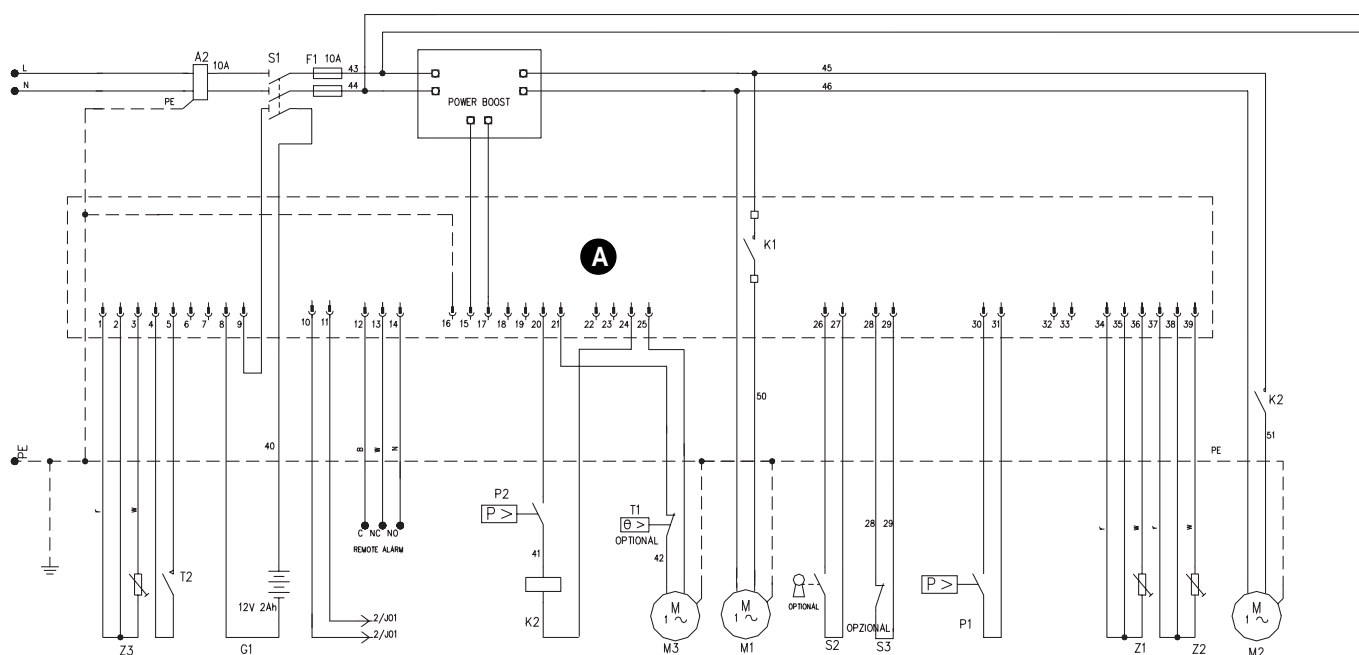 A2 S1 F1 10A
L 10A 43 45
N 44 46
PE
POWER BOOST
A
K1
1 2 3 4 5 6 7 8 9 10 11 12 13 14 16 15 17 18 19 20 21 22 23 24 25 26 27 28 29 30 31 32 33 34 35 36 37 38 39
50
K2
40 B W N PE 51
PE
r w P2 T1 28 29 r w r w
P > θ >
C NC NO OPTIONAL
REMOTE ALARM
41 42
T2 P >
12V 2Ah 2/J01 OPTIONAL
2/J01 K2 M 1 ~ M 1 ~ OPZIONAL P1 M 1 ~
Z3 G1 M3 M1 S2 S3 Z1 Z2 M2